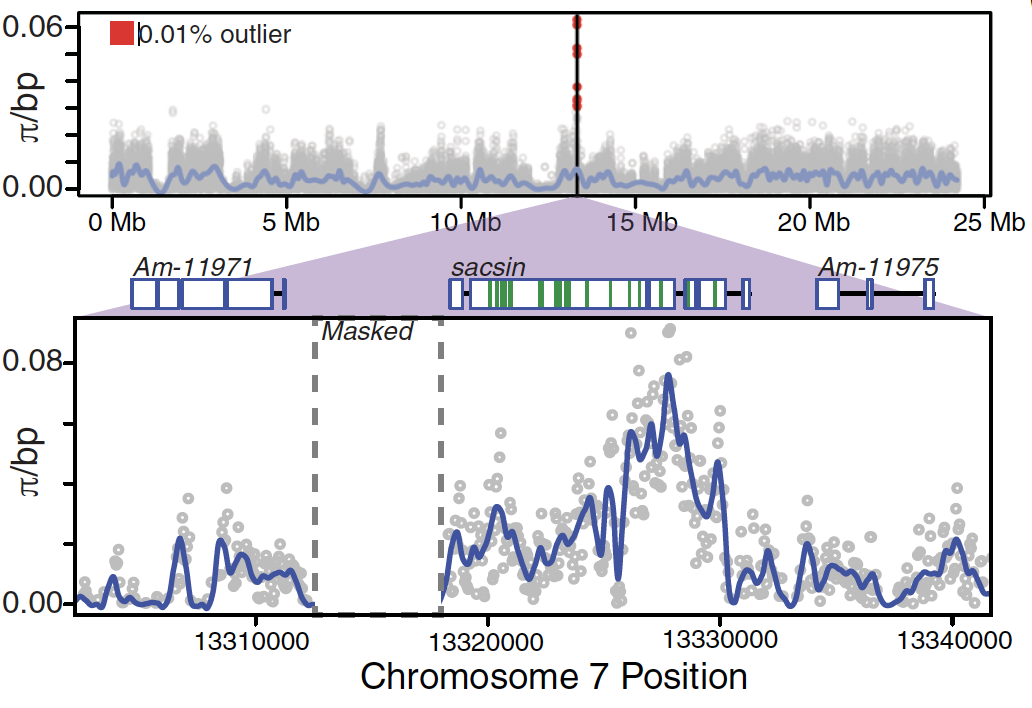 0.06
0.01% outlier
π/bp
0.00
0 Mb 5 Mb 10 Mb 15 Mb 20 Mb 25 Mb
Am-11971 sacsin Am-11975
Masked
0.08
π/bp
0.00
13310000 13320000 13330000 13340000
Chromosome 7 Position